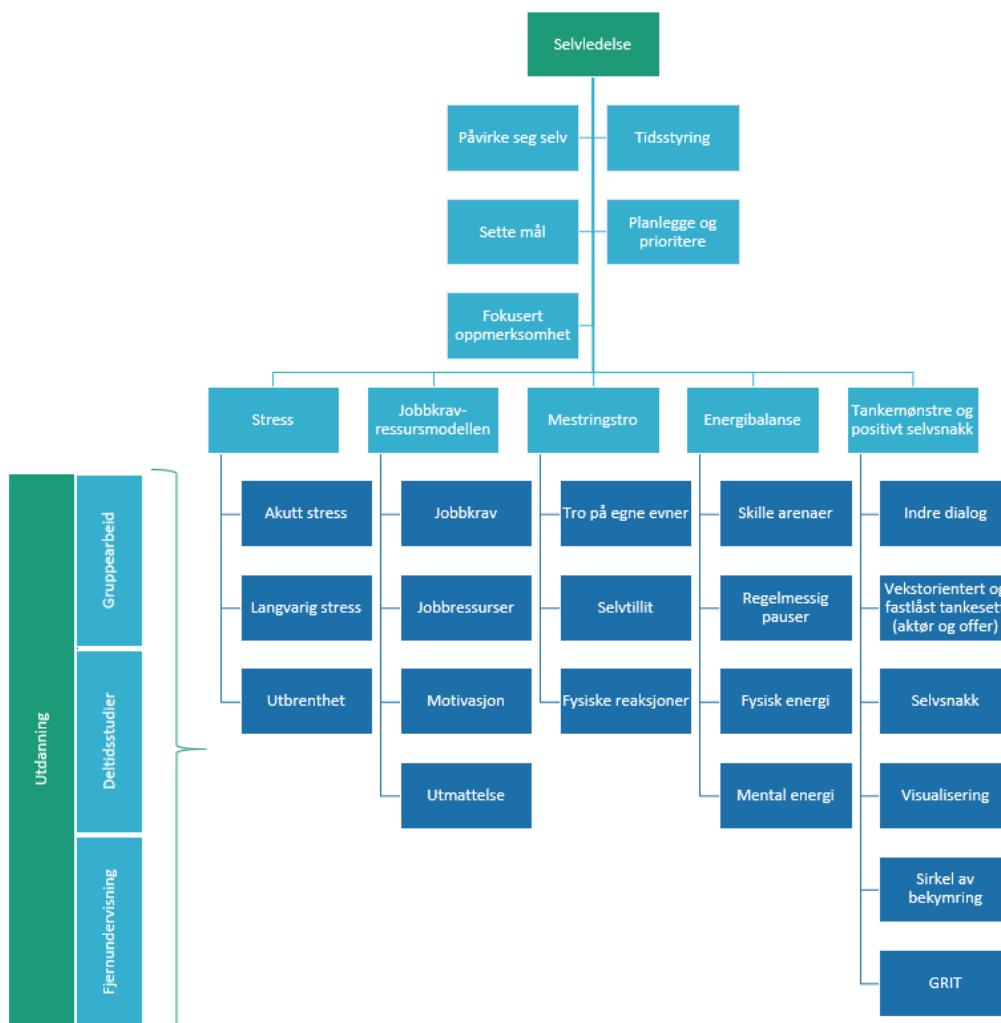 Selvledelse
Påvirke seg selv
Tidsstyring
Sette mål
Planlegge og
prioritere
Fokusert
oppmerksomhet
Stress
Jobbkrav-
ressursmodellen
Mestringstro
Energibalanse
Tankemønstre og
positivt selvsnakk
Akutt stress
Langvarig stress
Utbrenthet
Jobbkrav
Jobbressurser
Motivasjon
Utmattelse
Tro på egne evner
Selvtillit
Fysiske reaksjoner
Skille arenaer
Regelmessig
pauser
Fysisk energi
Mental energi
Indre dialog
Vekstorientert og
fastlåst tankesett
(aktør og offer)
Selvsnakk
Visualisering
Sirkel av
bekymring
GRIT
Utdanning
Gruppearbeid
Deltidsstudier
Fjernundervisning